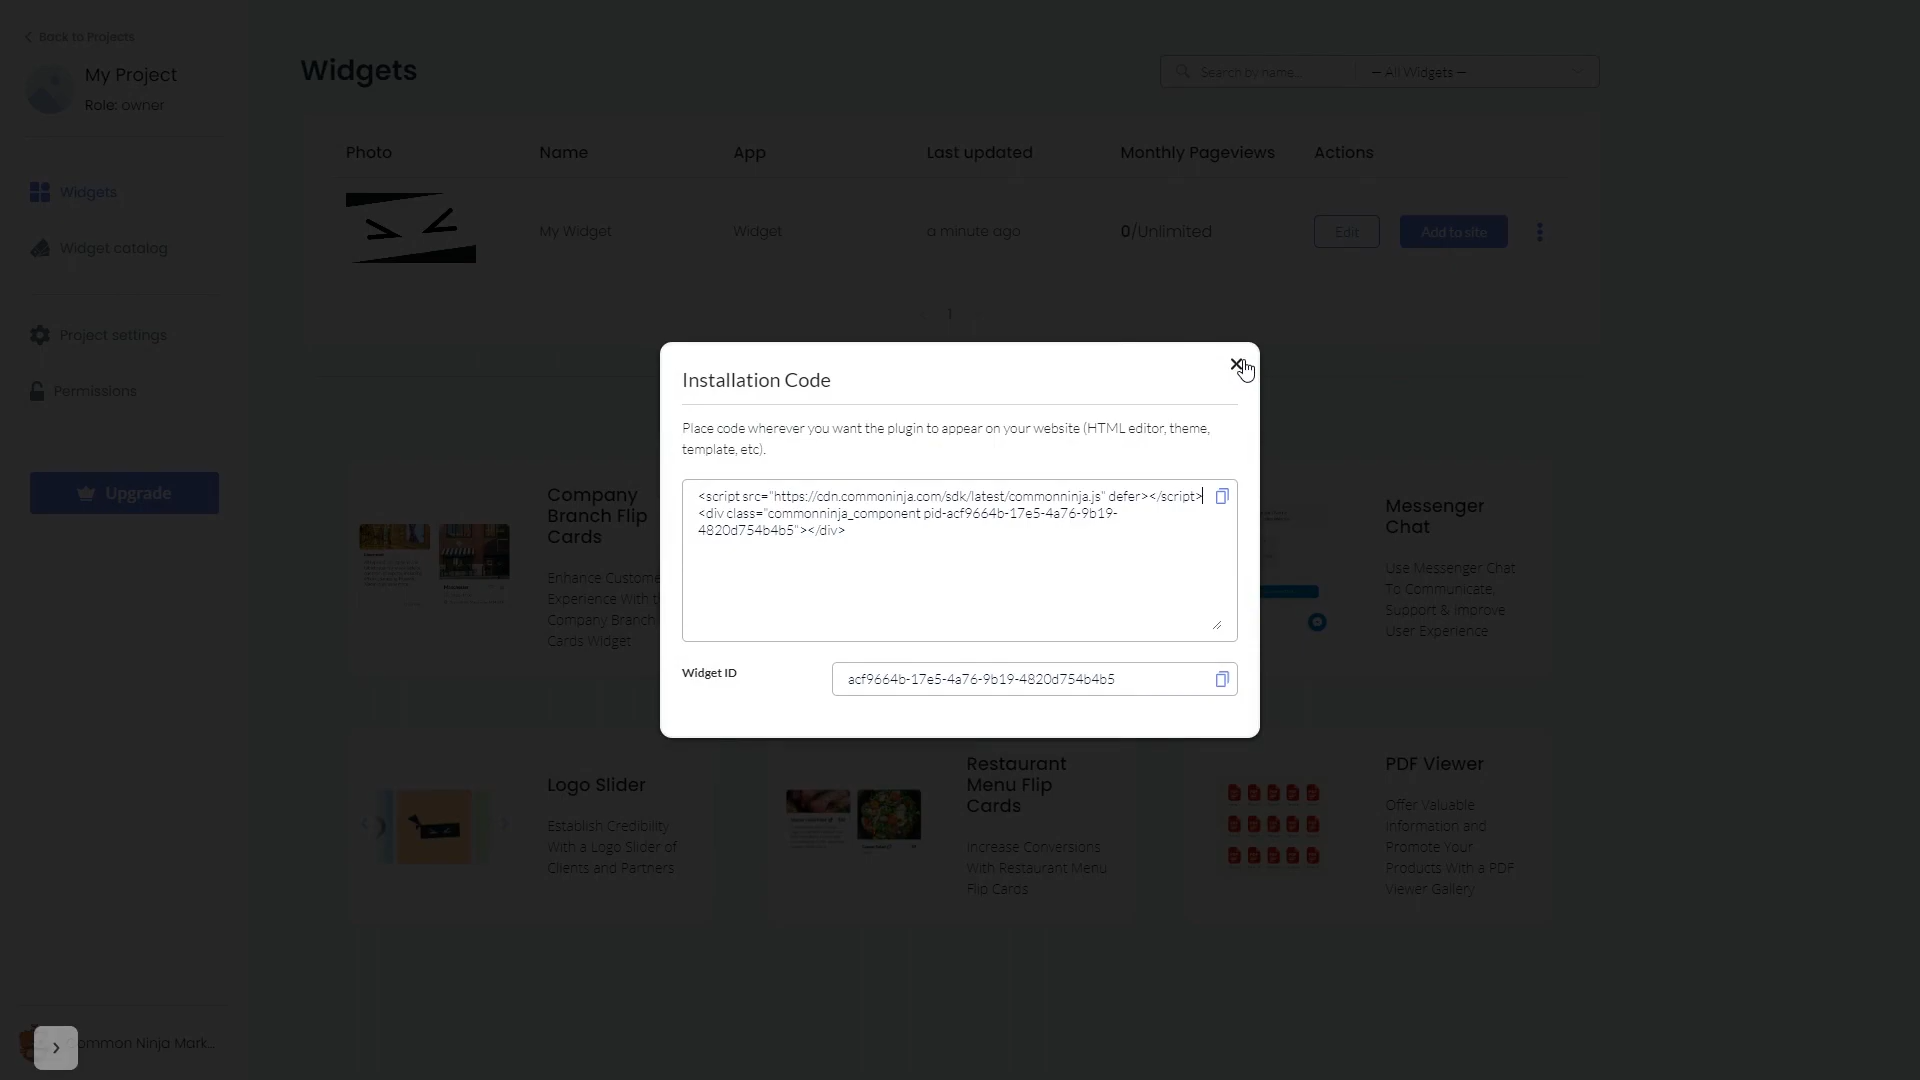 Back to Projects
My Project
Role: owner
Widgets
Widget catalog
Project settings
Permissions
Upgrade
Common Ninja Mark...
Widgets
Search by name...
— All Widgets —
Photo
Name
App
Last updated
Monthly Pageviews
Actions
My Widget
Widget
a minute ago
0/Unlimited
Edit
Add to site
1
Installation Code
Place code wherever you want the plugin to appear on your website (HTML editor, theme,
template, etc).
<script src="https://cdn.commoninja.com/sdk/latest/commonninja.js" defer></script>
<div class="commonninja_component pid-acf9664b-17e5-4a76-9b19-
4820d754b4b5"></div>
Widget ID
acf9664b-17e5-4a76-9b19-4820d754b4b5
Company
Branch Flip
Cards
Enhance Custome
Experience With t
Company Branch
Cards Widget
Messenger
Chat
Use Messenger Chat
To Communicate,
Support & Improve
User Experience
Logo Slider
Establish Credibility
With a Logo Slider of
Clients and Partners
Restaurant
Menu Flip
Cards
Increase Conversions
With Restaurant Menu
Flip Cards
PDF Viewer
Offer Valuable
Information and
Promote Your
Products With a PDF
Viewer Gallery